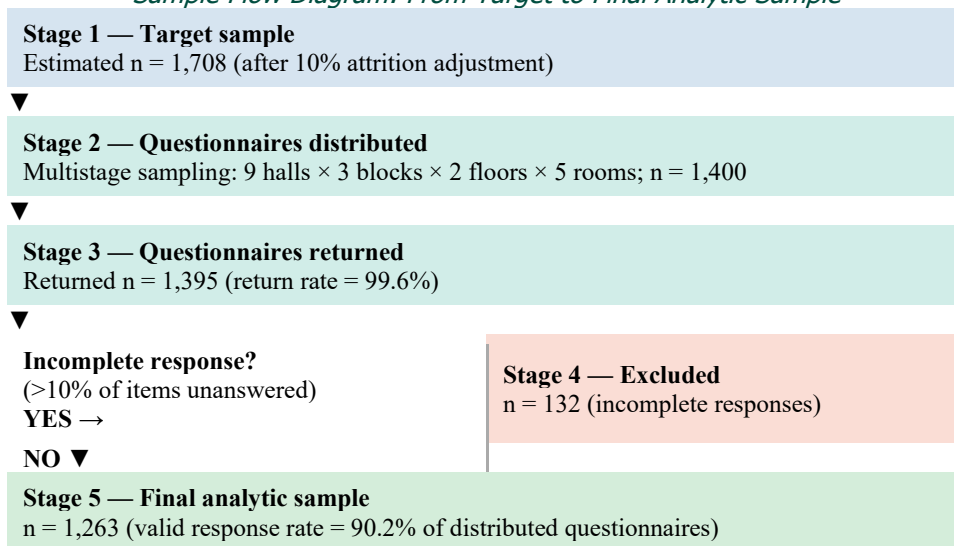 Sample Flow Diagram: From Target to Final Analytic Sample
Stage 1 — Target sample
Estimated n = 1,708 (after 10% attrition adjustment)
▼
Stage 2 — Questionnaires distributed
Multistage sampling: 9 halls × 3 blocks × 2 floors × 5 rooms; n = 1,400
▼
Stage 3 — Questionnaires returned
Returned n = 1,395 (return rate = 99.6%)
▼
Incomplete response?
(>10% of items unanswered)
YES →
NO ▼
Stage 4 — Excluded
n = 132 (incomplete responses)
Stage 5 — Final analytic sample
n = 1,263 (valid response rate = 90.2% of distributed questionnaires)